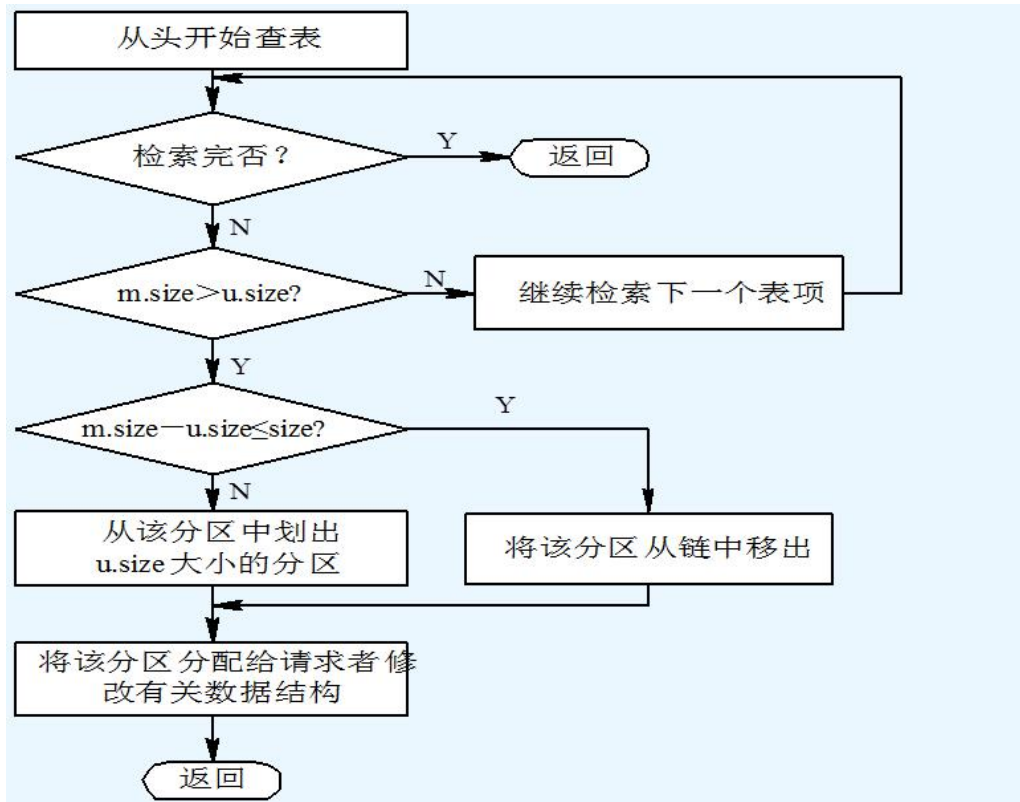 从头开始查表
检索完否？
Y
返回
N
m.size＞u.size?
N
继续检索下一个表项
Y
m.size－u.size≤size?
Y
N
从该分区中划出
u.size大小的分区
将该分区从链中移出
将该分区分配给请求者修
改有关数据结构
返回